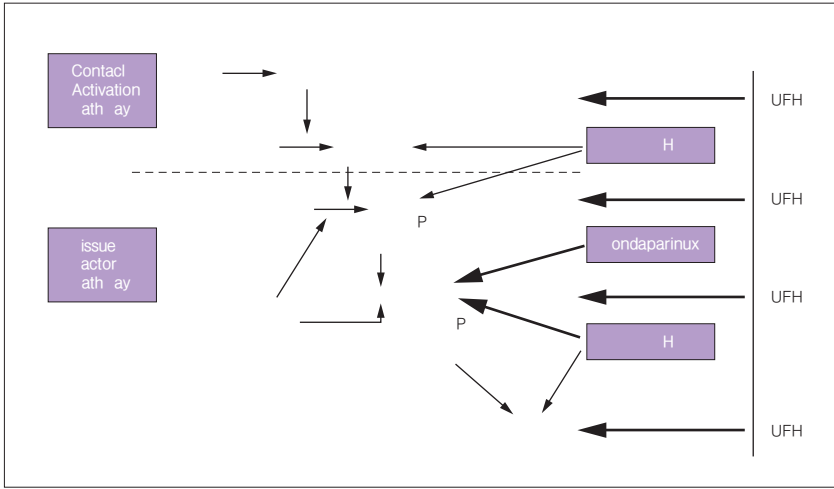 Contacl
Activation
ath ay
UFH
H
UFH
P
issue
actor
ath ay
ondaparinux
UFH
P
H
UFH